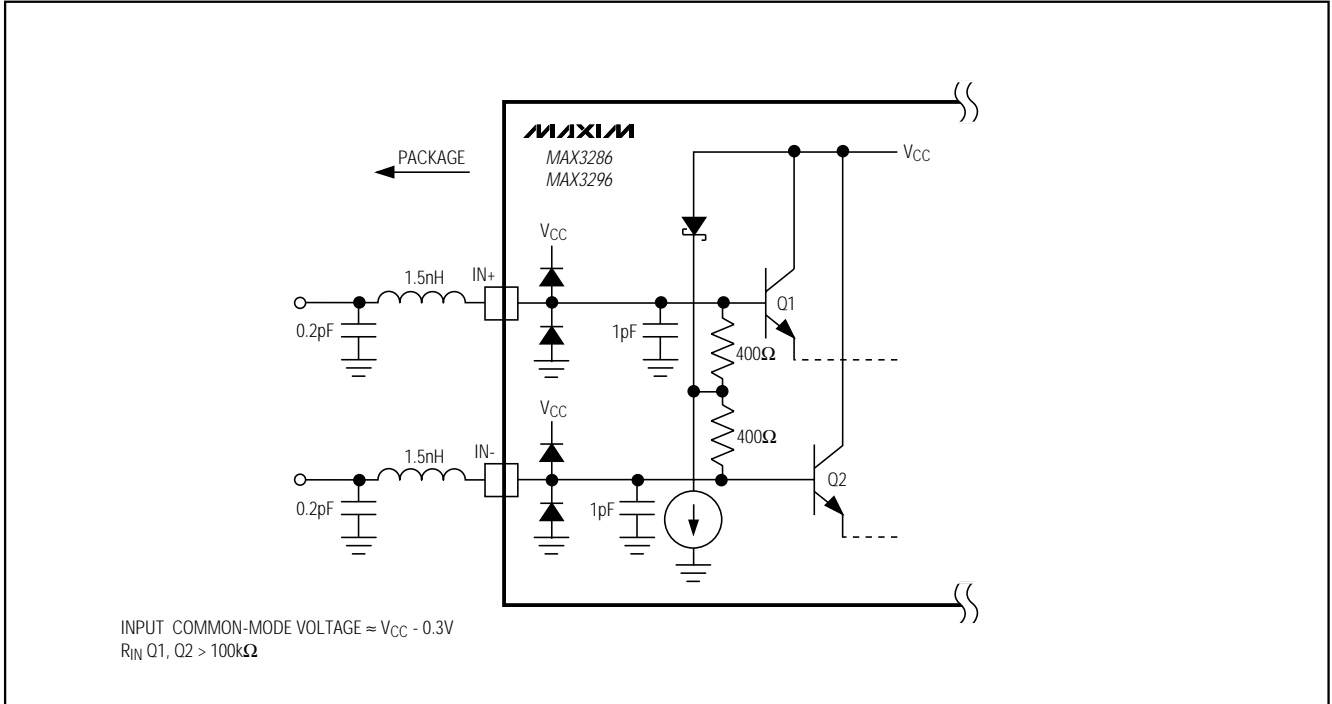 MAXIM
PACKAGE
MAX3286
MAX3296
VCC
VCC
1.5nH
IN+
Q1
0.2pF
1pF
400Ω
VCC
400Ω
1.5nH
IN-
Q2
0.2pF
1pF
INPUT COMMON-MODE VOLTAGE ≈ VCC - 0.3V
RIN Q1, Q2 > 100kΩ